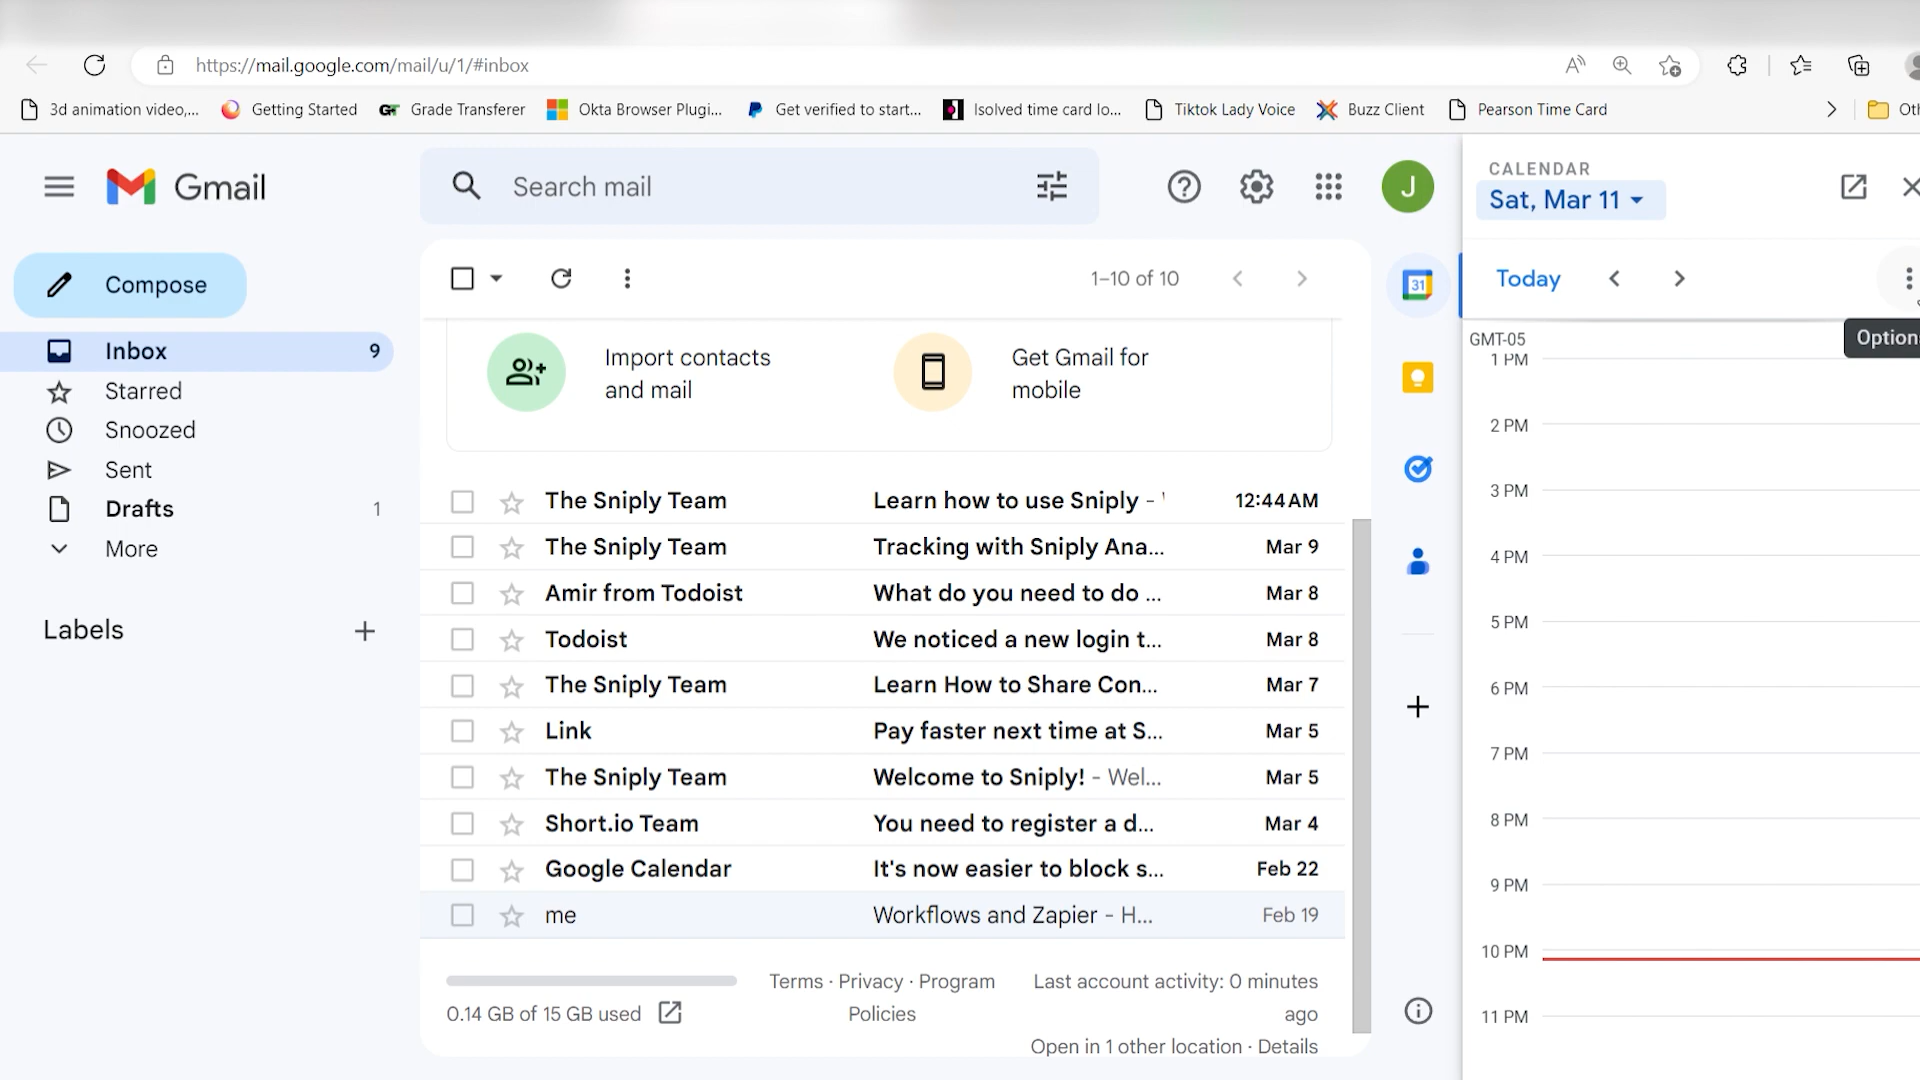 https://mail.google.com/mail/u/1/#inbox
3d animation video,...
Getting Started
GT
Grade Transferer
Okta Browser Plugi...
Get verified to start...
Isolved time card lo...
Tiktok Lady Voice
Buzz Client
Pearson Time Card
Gmail
Search mail
J
CALENDAR
Sat, Mar 11
Compose
1–10 of 10
31
Today
Inbox 9
Starred
Snoozed
Sent
Drafts 1
More
Labels
Import contacts
and mail
Get Gmail for
mobile
The Sniply Team Learn how to use Sniply - 12:44 AM
The Sniply Team Tracking with Sniply Ana... Mar 9
Amir from Todoist What do you need to do ... Mar 8
Todoist We noticed a new login t... Mar 8
The Sniply Team Learn How to Share Con... Mar 7
Link Pay faster next time at S... Mar 5
The Sniply Team Welcome to Sniply! - Wel... Mar 5
Short.io Team You need to register a d... Mar 4
Google Calendar It's now easier to block s... Feb 22
me Workflows and Zapier - H... Feb 19
0.14 GB of 15 GB used
Terms · Privacy · Program
Policies
Last account activity: 0 minutes
ago
Open in 1 other location · Details
GMT-05
Option
1 PM
2 PM
3 PM
4 PM
5 PM
6 PM
7 PM
8 PM
9 PM
10 PM
11 PM